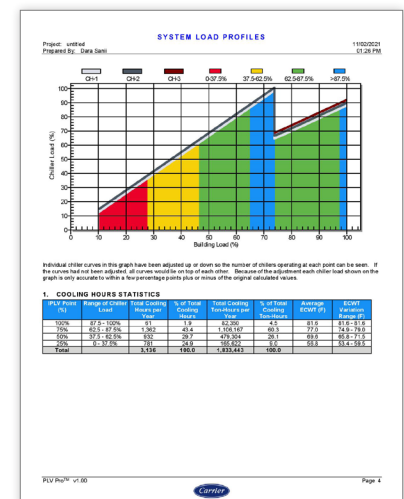 SYSTEM LOAD PROFILES
Project: untitled 11/02/2021
Prepared By: Dara Sanii 01:26 PM
CH-1 CH-2 CH-3 0-37.5% 37.5-62.5% 62.5-87.5% >87.5%
100
90
80
70
60
50
40
30
20
10
0
Chiller Load (%)
0 10 20 30 40 50 60 70 80 90 100
Building Load (%)
Individual chiller curves in this graph have been adjusted up or down so the number of chillers operating at each point can be seen. If
the curves had not been adjusted, all curves would lie on top of each other. Because of the adjustment each chiller load shown on the
graph is only accurate to within a few percentage points plus or minus of the original calculated values.
1. COOLING HOURS STATISTICS
IPLV Point (%) Range of Chiller Load Total Cooling Hours per Year % of Total Cooling Hours Total Cooling Ton-Hours per Year % of Total Cooling Ton-Hours Average ECWT (F) ECWT Variation Range (F)
100% 87.5 - 100% 61 1.9 82,350 4.5 81.6 81.6 - 81.6
75% 62.5 - 87.5% 1,362 43.4 1,106,167 60.3 77.0 74.9 - 79.0
50% 37.5 - 62.5% 932 29.7 479,304 26.1 69.6 65.8 - 71.5
25% 0 - 37.5% 781 24.9 165,622 9.0 58.8 53.4 - 59.5
Total 3,136 100.0 1,833,443 100.0
PLV Pro™ v1.00 Page 4
Carrier